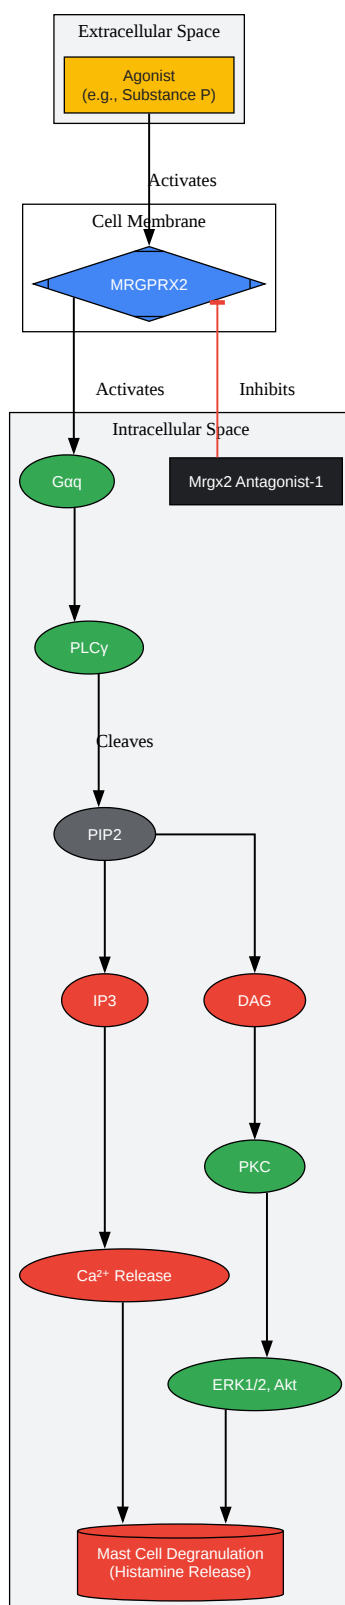 Extracellular Space
Agonist
(e.g., Substance P)
Activates
Cell Membrane
MRGPRX2
Activates
Inhibits
Intracellular Space
Gαq
Mrgx2 Antagonist-1
PLCγ
Cleaves
PIP2
IP3
DAG
PKC
Ca²⁺ Release
ERK1/2, Akt
Mast Cell Degranulation
(Histamine Release)